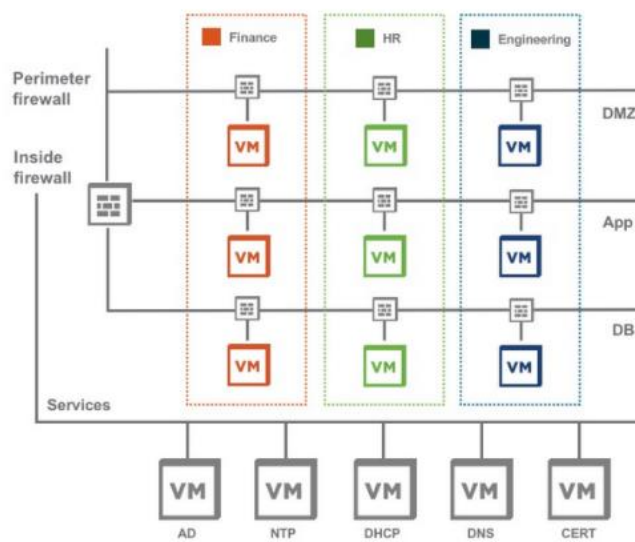 Finance
HR
Engineering
Perimeter
firewall
DMZ
VM
VM
VM
Inside
firewall
App
VM
VM
VM
DB
VM
VM
VM
Services
VM
VM
VM
VM
VM
AD
NTP
DHCP
DNS
CERT